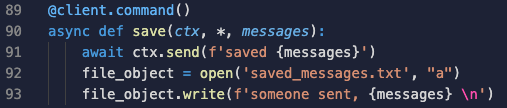 89 @client.command()
90 async def save(ctx, *, messages):
91 await ctx.send(f'saved {messages}')
92 file_object = open('saved_messages.txt', "a")
93 file_object.write(f'someone sent, {messages} \n')